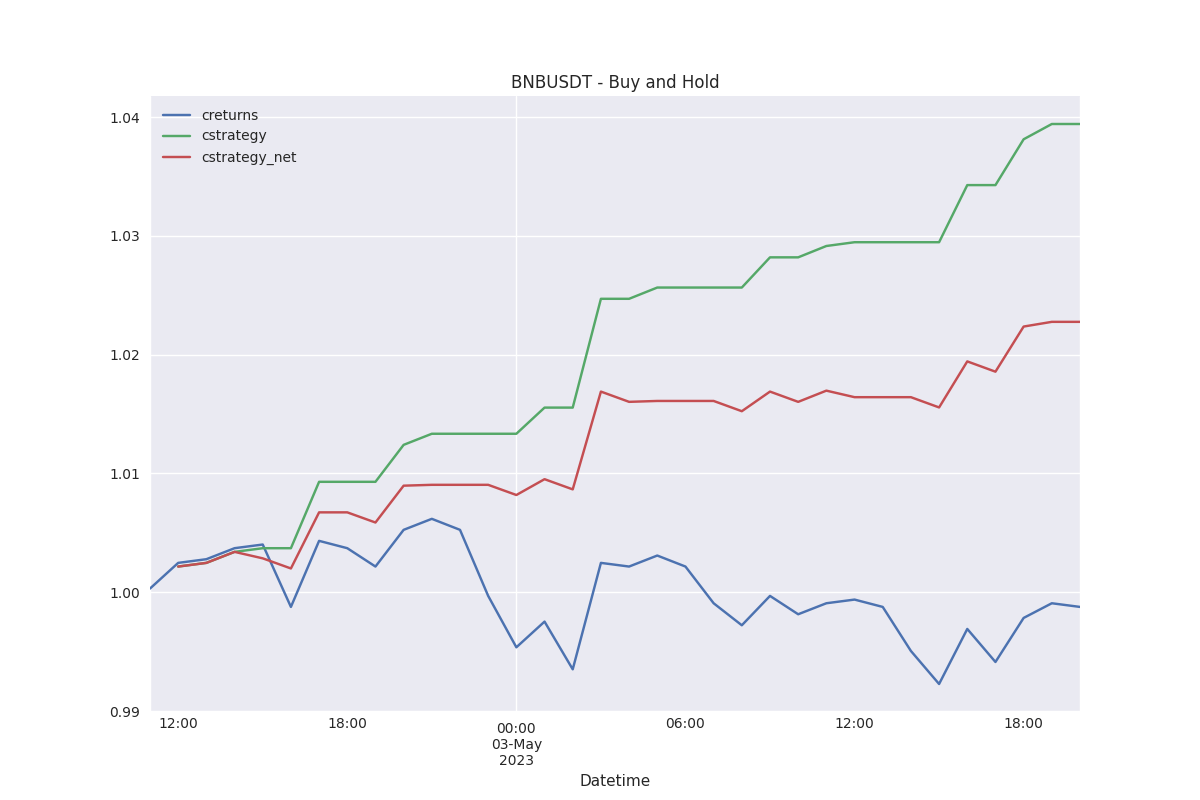 BNBUSDT - Buy and Hold
creturns
cstrategy
cstrategy_net
1.04
1.03
1.02
1.01
1.00
0.99
12:00
18:00
00:00
03-May
2023
06:00
12:00
18:00
Datetime